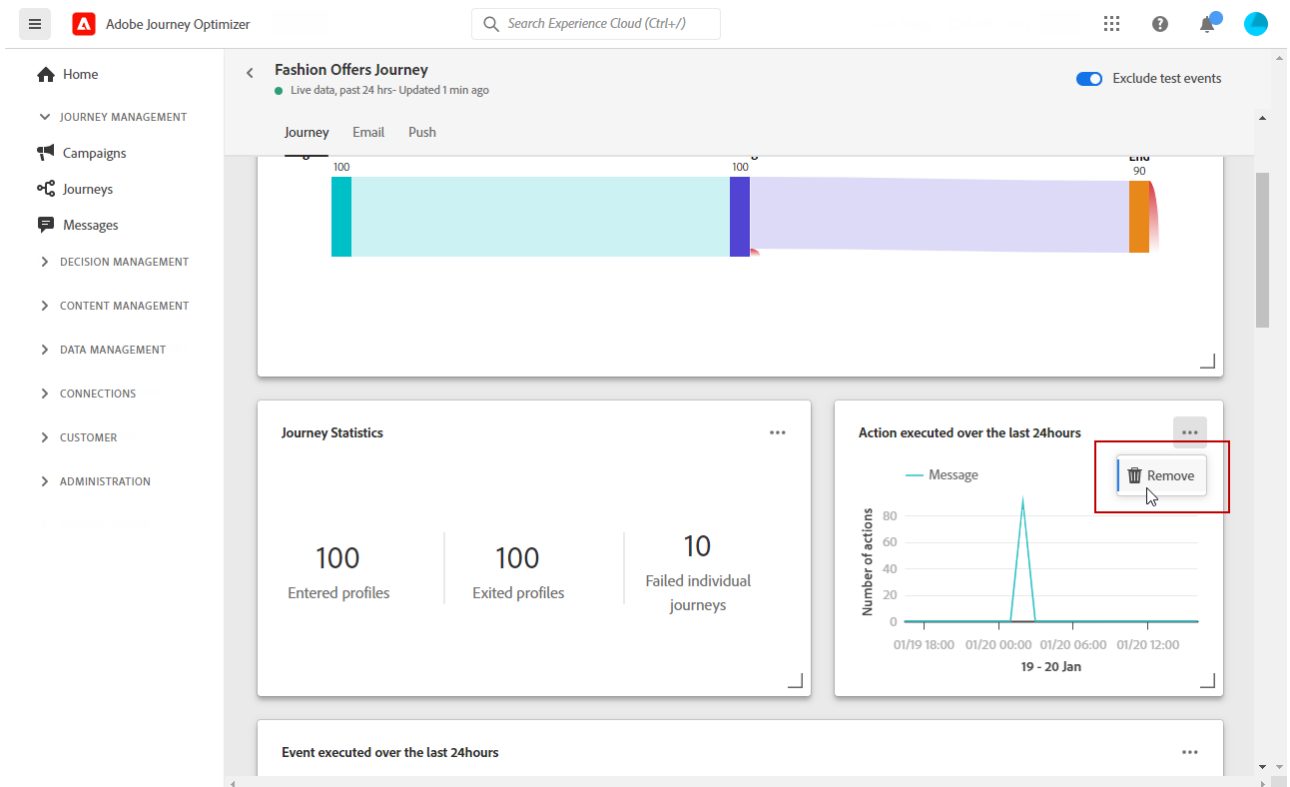 Adobe Journey Optimizer
Search Experience Cloud (Ctrl+/)
Home
JOURNEY MANAGEMENT
Campaigns
Journeys
Messages
DECISION MANAGEMENT
CONTENT MANAGEMENT
DATA MANAGEMENT
CONNECTIONS
CUSTOMER
ADMINISTRATION
Fashion Offers Journey
Live data, past 24 hrs- Updated 1 min ago
Exclude test events
Journey Email Push
End
100 100 90
Journey Statistics
100
Entered profiles
100
Exited profiles
10
Failed individual
journeys
Action executed over the last 24hours
Remove
Message
Number of actions
80
60
40
20
0
01/19 18:00 01/20 00:00 01/20 06:00 01/20 12:00
19 - 20 Jan
Event executed over the last 24hours